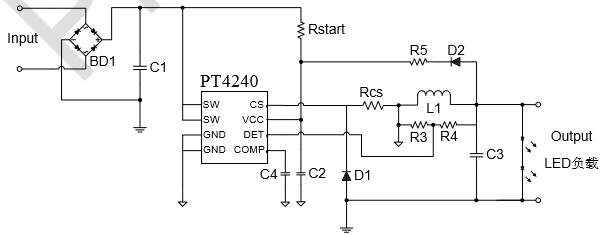 Input
BD1
C1
Rstart
R5
D2
PT4240
SW
SW
GND
GND
CS
VCC
DET
COMP
Rcs
L1
R3
R4
C4
C2
D1
C3
Output
LED负载